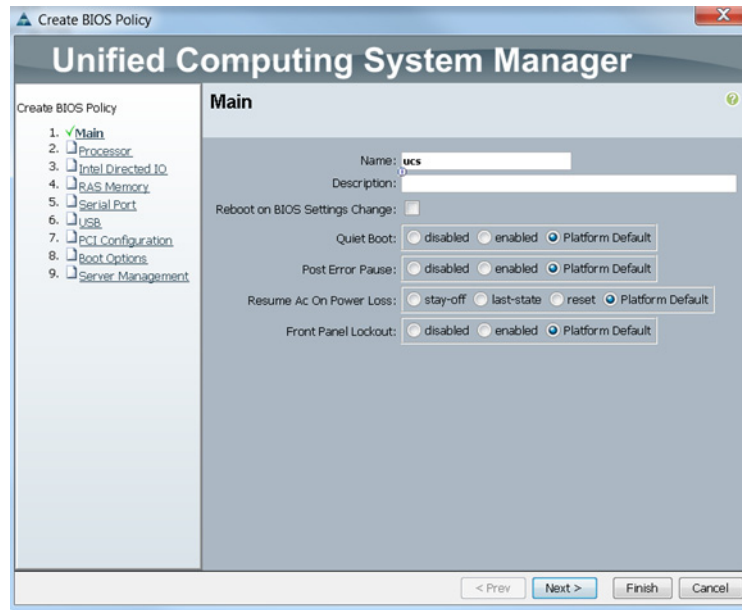 Create BIOS Policy
Unified Computing System Manager
Create BIOS Policy
1. Main
2. Processor
3. Intel Directed IO
4. RAS Memory
5. Serial Port
6. USB
7. PCI Configuration
8. Boot Options
9. Server Management
Main
Name: ucs
Description:
Reboot on BIOS Settings Change:
Quiet Boot: disabled enabled Platform Default
Post Error Pause: disabled enabled Platform Default
Resume Ac On Power Loss: stay-off last-state reset Platform Default
Front Panel Lockout: disabled enabled Platform Default
< Prev Next > Finish Cancel